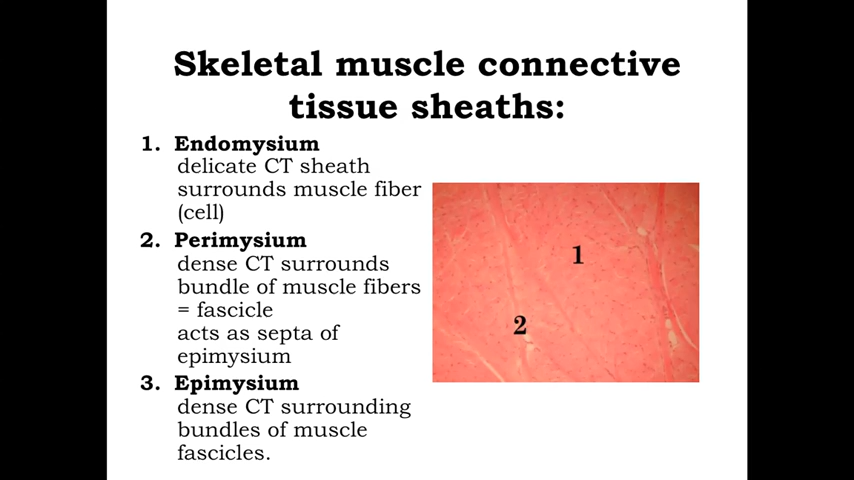 Skeletal muscle connective
tissue sheaths:
1. Endomysium
delicate CT sheath
surrounds muscle fiber
(cell)
2. Perimysium
dense CT surrounds
bundle of muscle fibers
= fascicle
acts as septa of
epimysium
3. Epimysium
dense CT surrounding
bundles of muscle
fascicles.
1
2